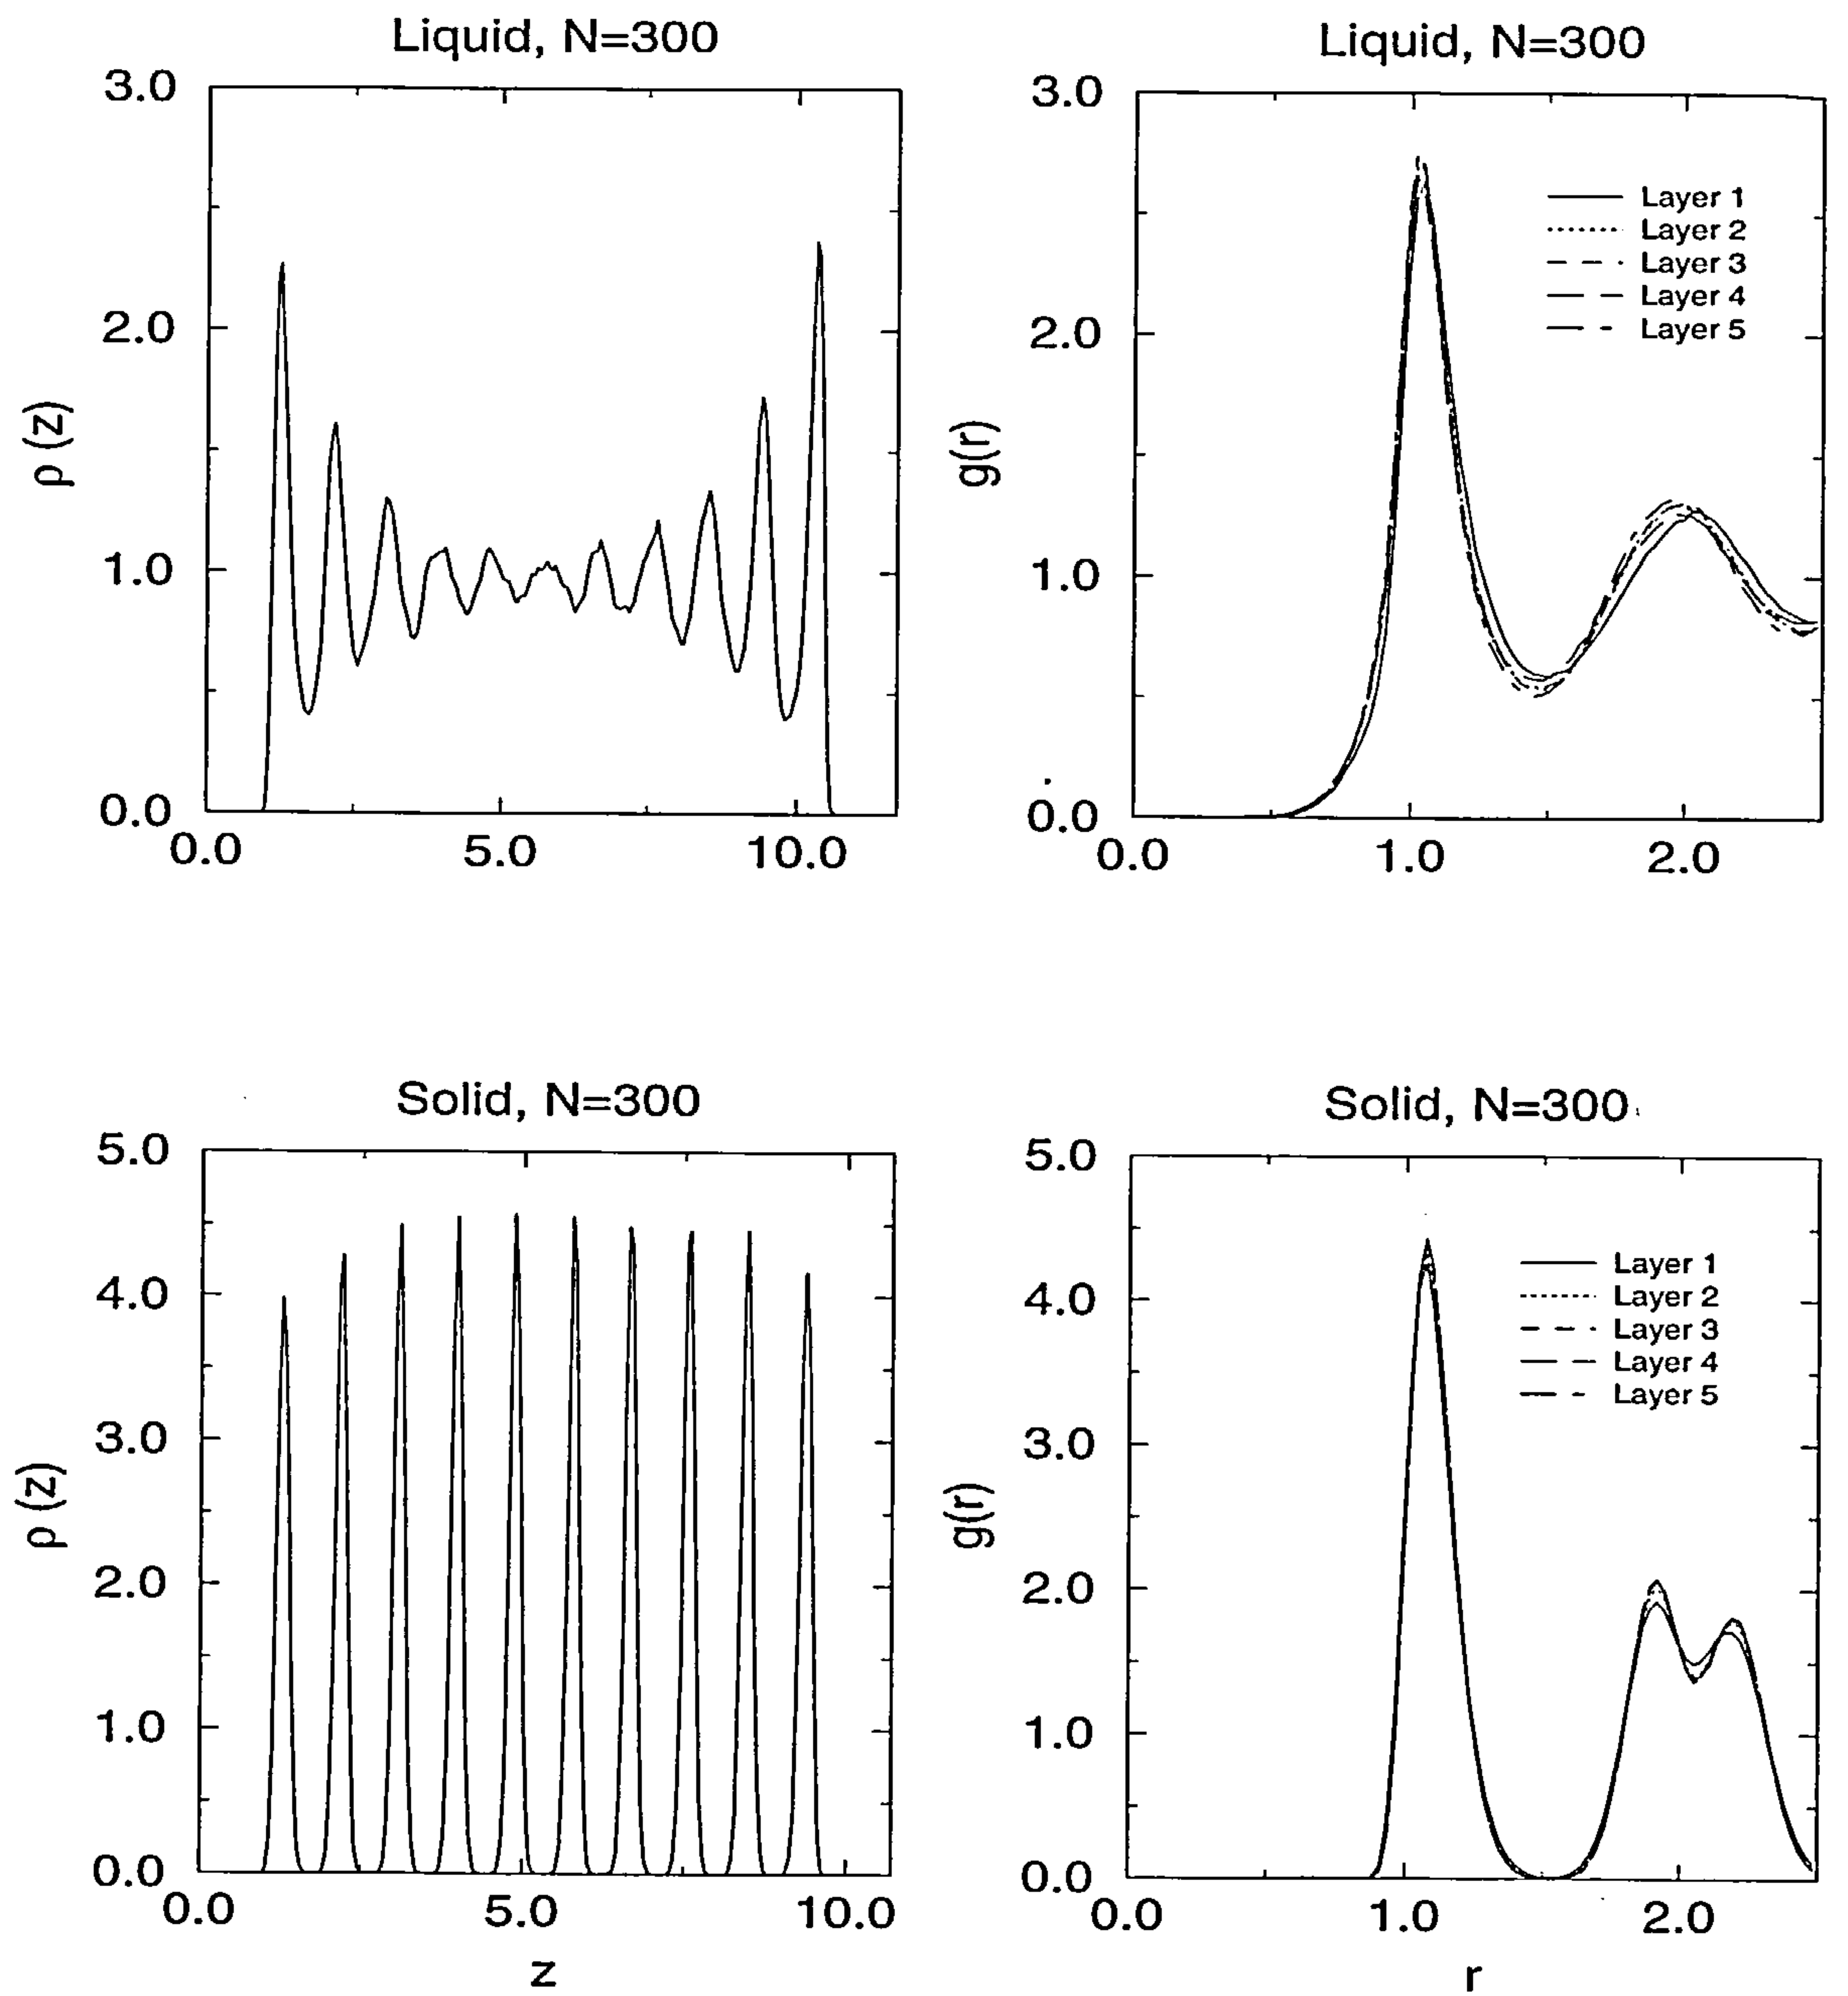 Liquid, N=300
3.0
2.0
1.0
0.0
ρ (z)
0.0 5.0 10.0
Liquid, N=300
3.0
2.0
1.0
0.0
g(r)
Layer 1
Layer 2
Layer 3
Layer 4
Layer 5
0.0 1.0 2.0
Solid, N=300
5.0
4.0
3.0
2.0
1.0
0.0
ρ (z)
0.0 5.0 10.0
z
Solid, N=300
5.0
4.0
3.0
2.0
1.0
0.0
g(r)
Layer 1
Layer 2
Layer 3
Layer 4
Layer 5
0.0 1.0 2.0
r